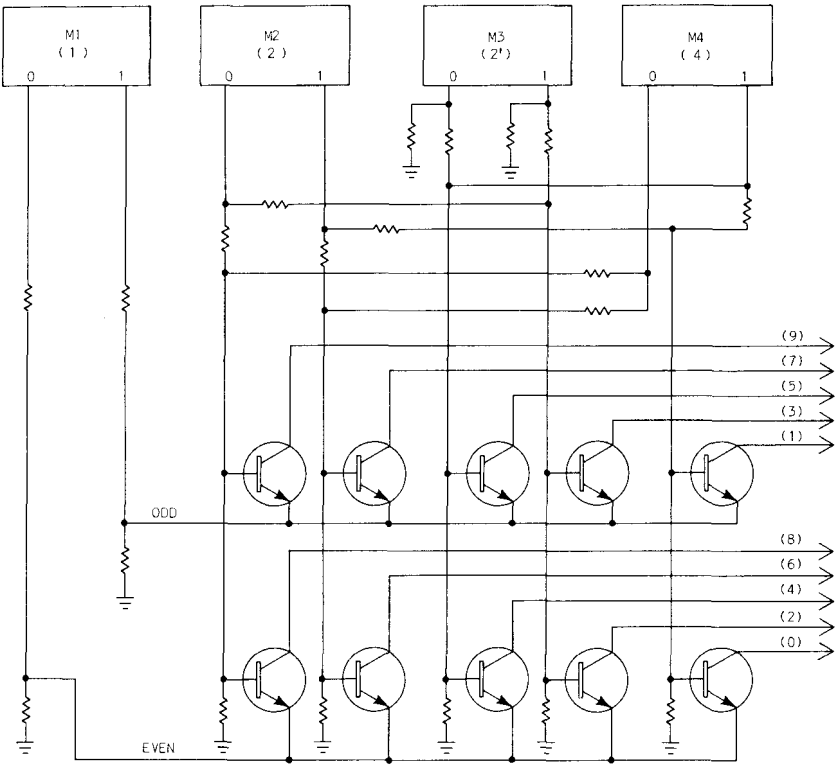 M1 M2 M3 M4
(1) (2) (2') (4)
0 1 0 1 0 1 0 1
(9)
(7)
(5)
(3)
(1)
ODD
(8)
(6)
(4)
(2)
(0)
EVEN